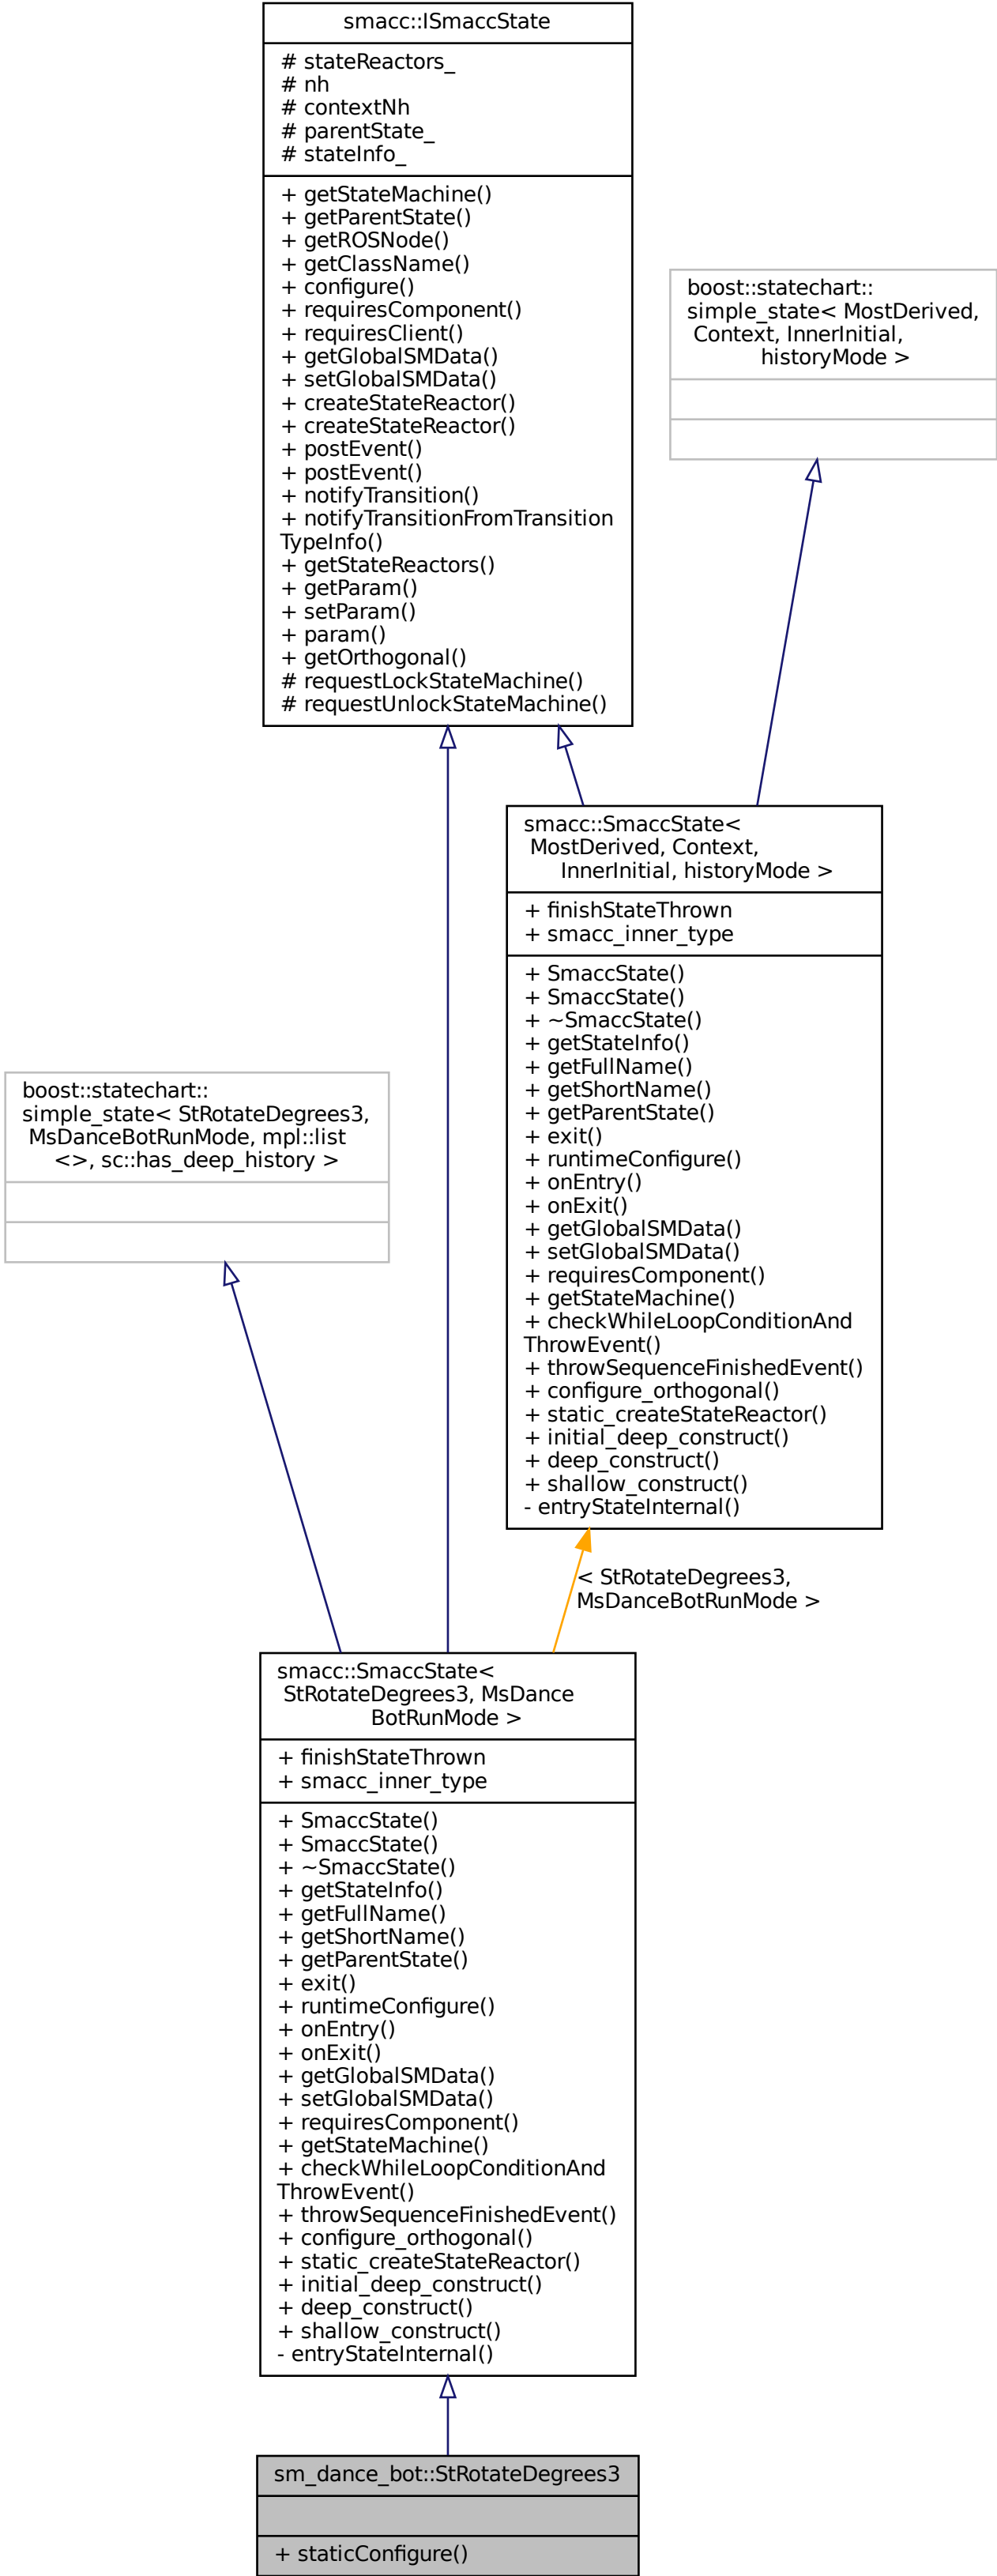 smacc::ISmaccState
# stateReactors_
# nh
# contextNh
# parentState_
# stateInfo_
+ getStateMachine()
+ getParentState()
+ getROSNode()
+ getClassName()
+ configure()
+ requiresComponent()
+ requiresClient()
+ getGlobalSMData()
+ setGlobalSMData()
+ createStateReactor()
+ createStateReactor()
+ postEvent()
+ postEvent()
+ notifyTransition()
+ notifyTransitionFromTransition
TypeInfo()
+ getStateReactors()
+ getParam()
+ setParam()
+ param()
+ getOrthogonal()
# requestLockStateMachine()
# requestUnlockStateMachine()
boost::statechart::
simple_state< MostDerived,
Context, InnerInitial,
historyMode >
smacc::SmaccState<
MostDerived, Context,
InnerInitial, historyMode >
+ finishStateThrown
+ smacc_inner_type
+ SmaccState()
+ SmaccState()
+ ~SmaccState()
+ getStateInfo()
+ getFullName()
+ getShortName()
+ getParentState()
+ exit()
+ runtimeConfigure()
+ onEntry()
+ onExit()
+ getGlobalSMData()
+ setGlobalSMData()
+ requiresComponent()
+ getStateMachine()
+ checkWhileLoopConditionAnd
ThrowEvent()
+ throwSequenceFinishedEvent()
+ configure_orthogonal()
+ static_createStateReactor()
+ initial_deep_construct()
+ deep_construct()
+ shallow_construct()
- entryStateInternal()
boost::statechart::
simple_state< StRotateDegrees3,
MsDanceBotRunMode, mpl::list
<>, sc::has_deep_history >
< StRotateDegrees3,
MsDanceBotRunMode >
smacc::SmaccState<
StRotateDegrees3, MsDance
BotRunMode >
+ finishStateThrown
+ smacc_inner_type
+ SmaccState()
+ SmaccState()
+ ~SmaccState()
+ getStateInfo()
+ getFullName()
+ getShortName()
+ getParentState()
+ exit()
+ runtimeConfigure()
+ onEntry()
+ onExit()
+ getGlobalSMData()
+ setGlobalSMData()
+ requiresComponent()
+ getStateMachine()
+ checkWhileLoopConditionAnd
ThrowEvent()
+ throwSequenceFinishedEvent()
+ configure_orthogonal()
+ static_createStateReactor()
+ initial_deep_construct()
+ deep_construct()
+ shallow_construct()
- entryStateInternal()
sm_dance_bot::StRotateDegrees3
+ staticConfigure()